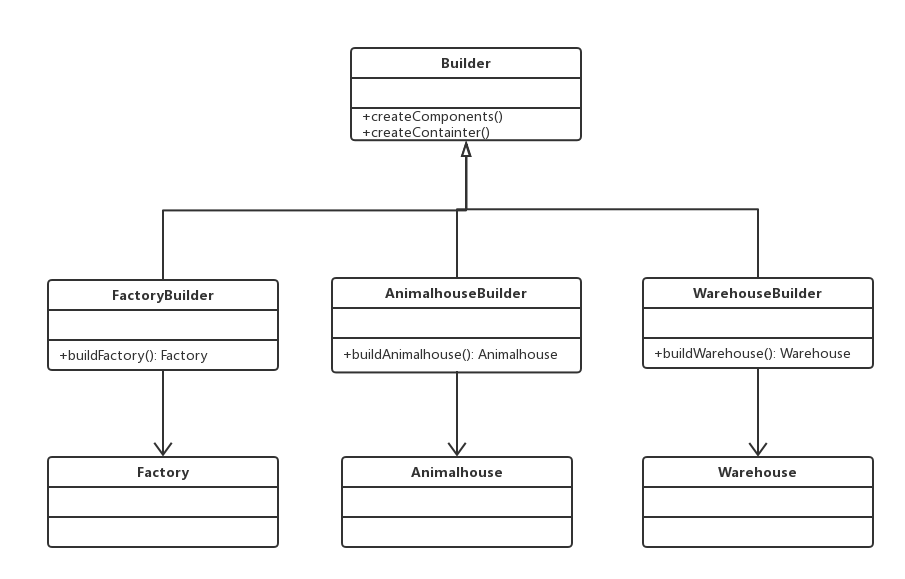 Builder
+createComponents()
+createContainter()
FactoryBuilder
+buildFactory(): Factory
AnimalhouseBuilder
+buildAnimalhouse(): Animalhouse
WarehouseBuilder
+buildWarehouse(): Warehouse
Factory
Animalhouse
Warehouse